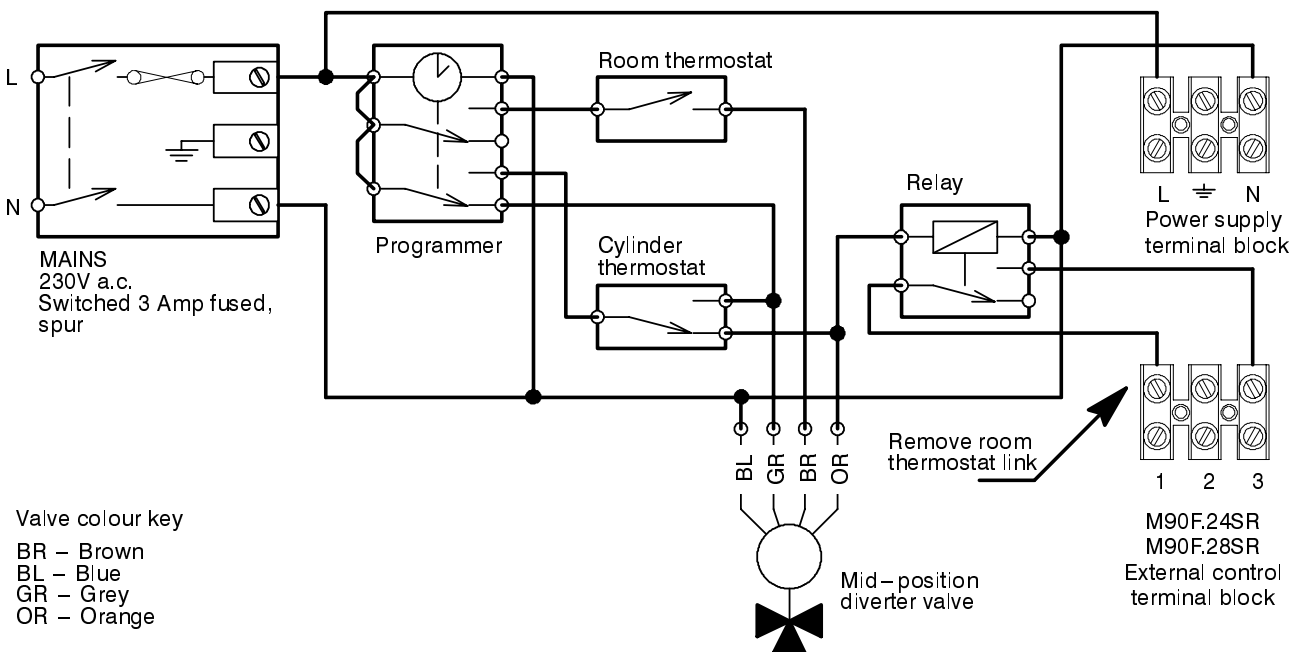 L
N
MAINS
230V a.c.
Switched 3 Amp fused,
spur
Programmer
Room thermostat
Cylinder
thermostat
Relay
L
N
Power supply
terminal block
Remove room
thermostat link
1 2 3
M90F.24SR
M90F.28SR
External control
terminal block
BL
GR
BR
OR
Mid–position
diverter valve
Valve colour key
BR – Brown
BL – Blue
GR – Grey
OR – Orange